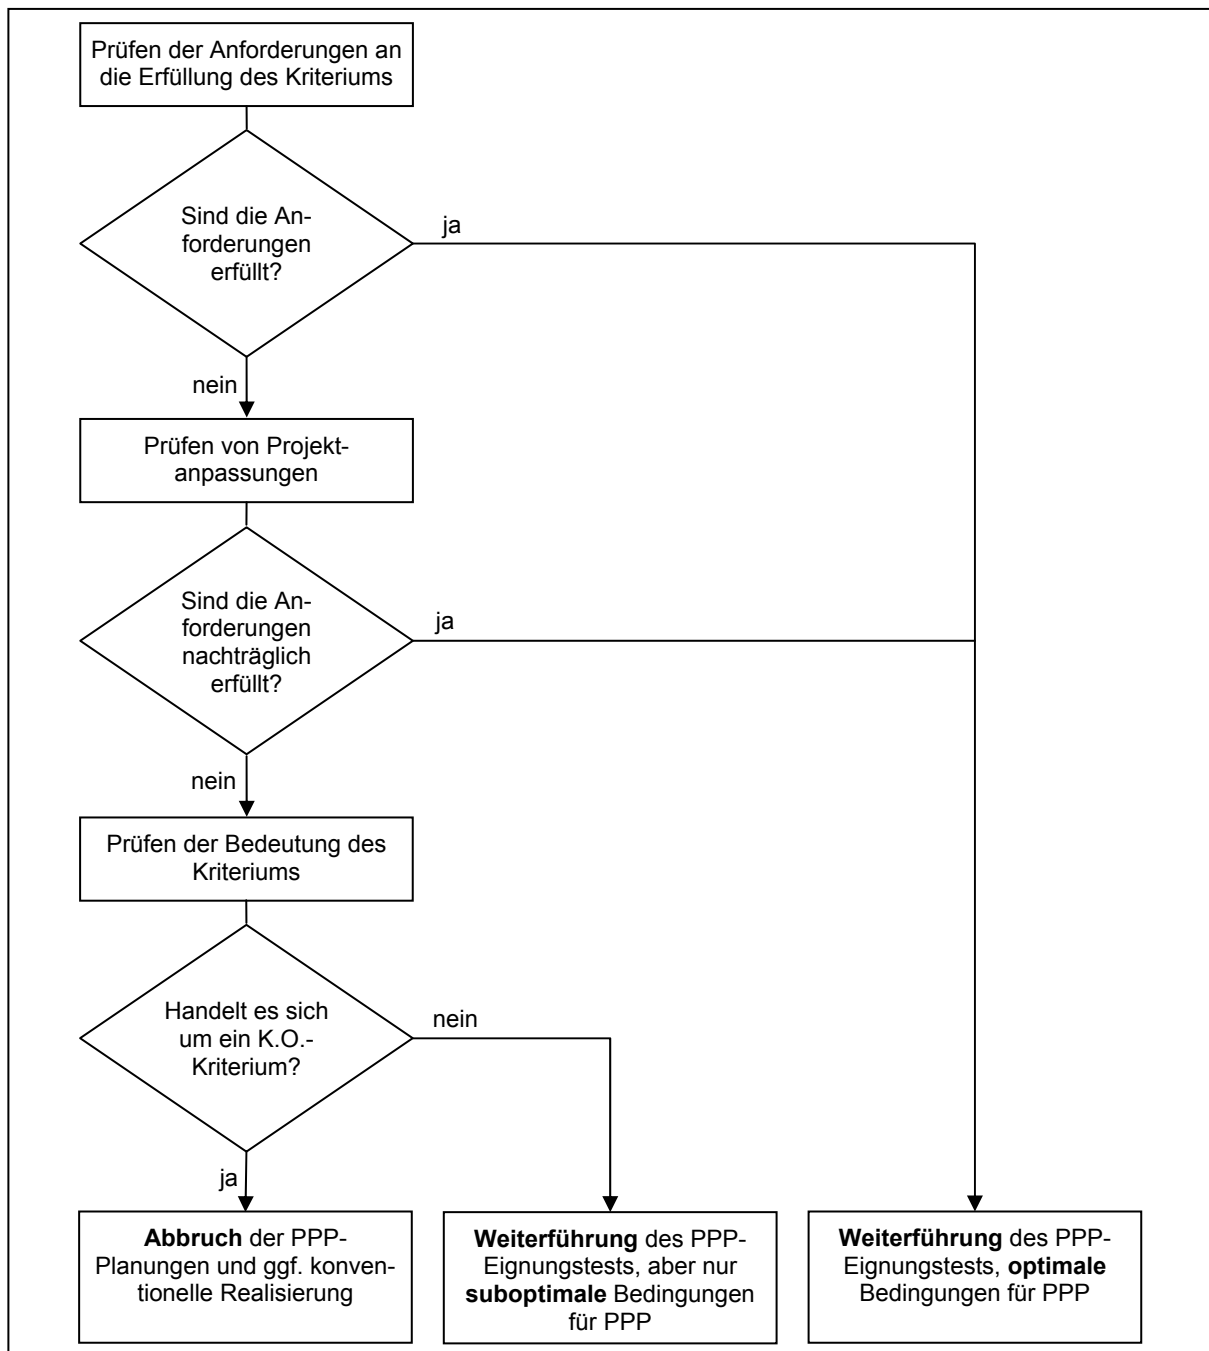 Prüfen der Anforderungen an
die Erfüllung des Kriteriums
Sind die An-
forderungen
erfüllt?
ja
nein
Prüfen von Projekt-
anpassungen
Sind die An-
forderungen
nachträglich
erfüllt?
ja
nein
Prüfen der Bedeutung des
Kriteriums
Handelt es sich
um ein K.O.-
Kriterium?
nein
ja
Abbruch der PPP-
Planungen und ggf. konven-
tionelle Realisierung
Weiterführung des PPP-
Eignungstests, aber nur
suboptimale Bedingungen
für PPP
Weiterführung des PPP-
Eignungstests, optimale
Bedingungen für PPP